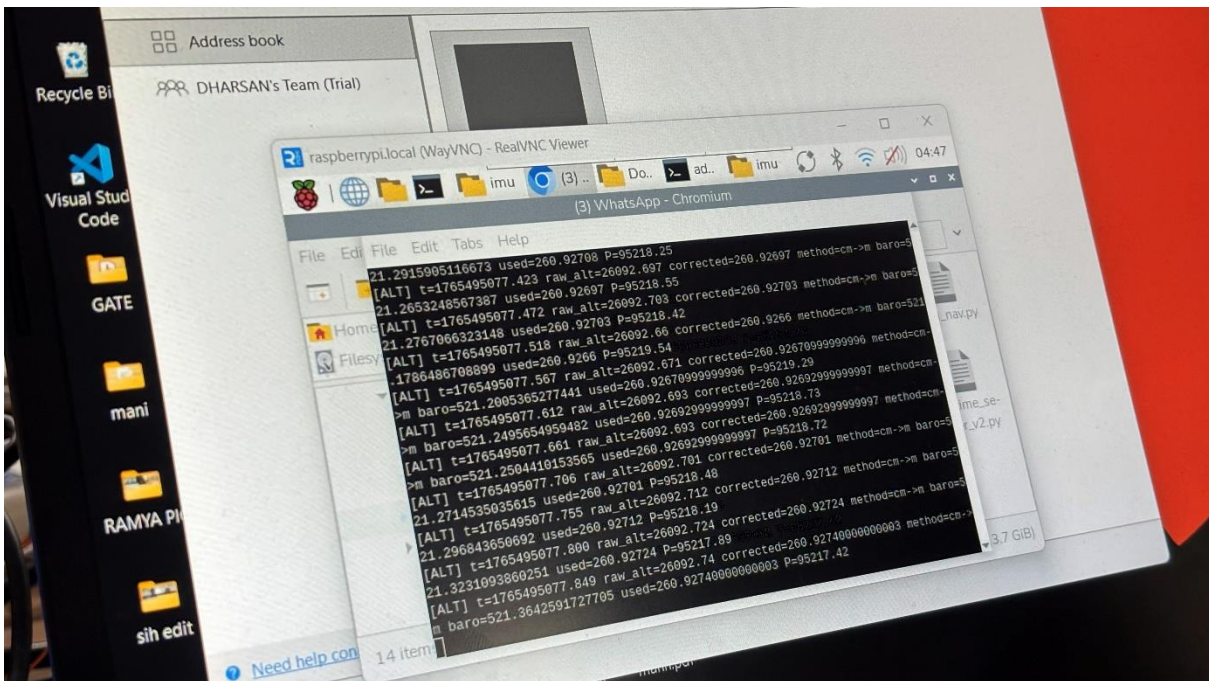 Address book
Recycle Bi
DHARSAN's Team (Trial)
raspberrypi.local (WayVNC) - RealVNC Viewer
imu
(3) ..
Do..
ad..
imu
04:47
Visual Stud
Code
(3) WhatsApp - Chromium
File Edi
File Edit Tabs Help
21.2915905116673 used=260.92708 P=95218.25
[ALT] t=1765495077.423 raw_alt=26092.697 corrected=260.92697 method=cm->m baro=5
21.2653248567387 used=260.92697 P=95218.55
[ALT] t=1765495077.472 raw_alt=26092.703 corrected=260.92703 method=cm->m baro=5
21.2767066323148 used=260.92703 P=95218.42
[ALT] t=1765495077.518 raw_alt=26092.66 corrected=260.9266 method=cm->m baro=521
.1786486708899 used=260.9266 P=95219.54
[ALT] t=1765495077.567 raw_alt=26092.671 corrected=260.92670999999996 method=cm-
>m baro=521.2005365277441 used=260.92670999999996 P=95219.29
[ALT] t=1765495077.612 raw_alt=26092.693 corrected=260.92692999999997 method=cm-
>m baro=521.2495654959482 used=260.92692999999997 P=95218.73
[ALT] t=1765495077.661 raw_alt=26092.693 corrected=260.92692999999997 method=cm-
>m baro=521.2504410153565 used=260.92692999999997 P=95218.72
[ALT] t=1765495077.706 raw_alt=26092.701 corrected=260.92701 method=cm->m baro=5
21.2714535035615 used=260.92701 P=95218.48
[ALT] t=1765495077.755 raw_alt=26092.712 corrected=260.92712 method=cm->m baro=5
21.296843650692 used=260.92712 P=95218.19
[ALT] t=1765495077.800 raw_alt=26092.724 corrected=260.92724 method=cm->m baro=5
21.3231093860251 used=260.92724 P=95217.89
[ALT] t=1765495077.849 raw_alt=26092.74 corrected=260.92740000000003 method=cm->
m baro=521.3642591727705 used=260.92740000000003 P=95217.42
Home
Filesy
_nav.py
ime_se-
r_v2.py
GATE
mani
RAMYA PI
sih edit
14 item
3.7 GiB)
Need help con